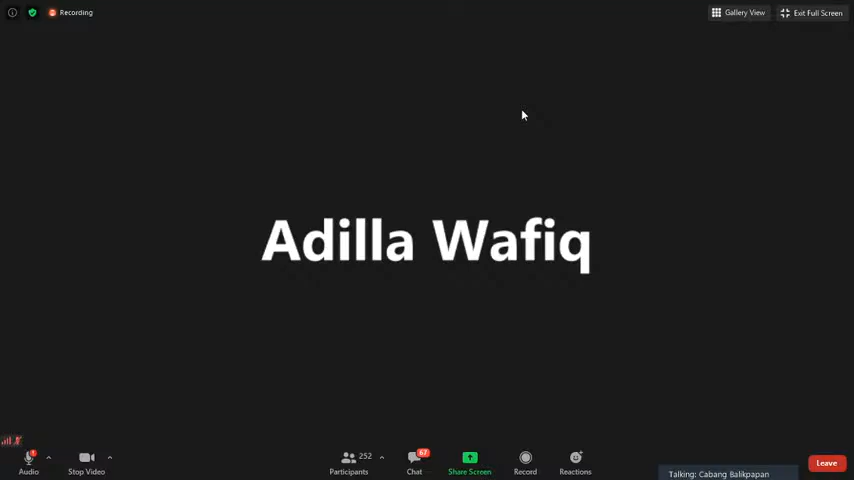 Recording
Gallery View
Exit Full Screen
Adilla Wafiq
Audio
Stop Video
252
Participants
67
Chat
Share Screen
Record
Reactions
Talking: Cabang Balikpapan
Leave